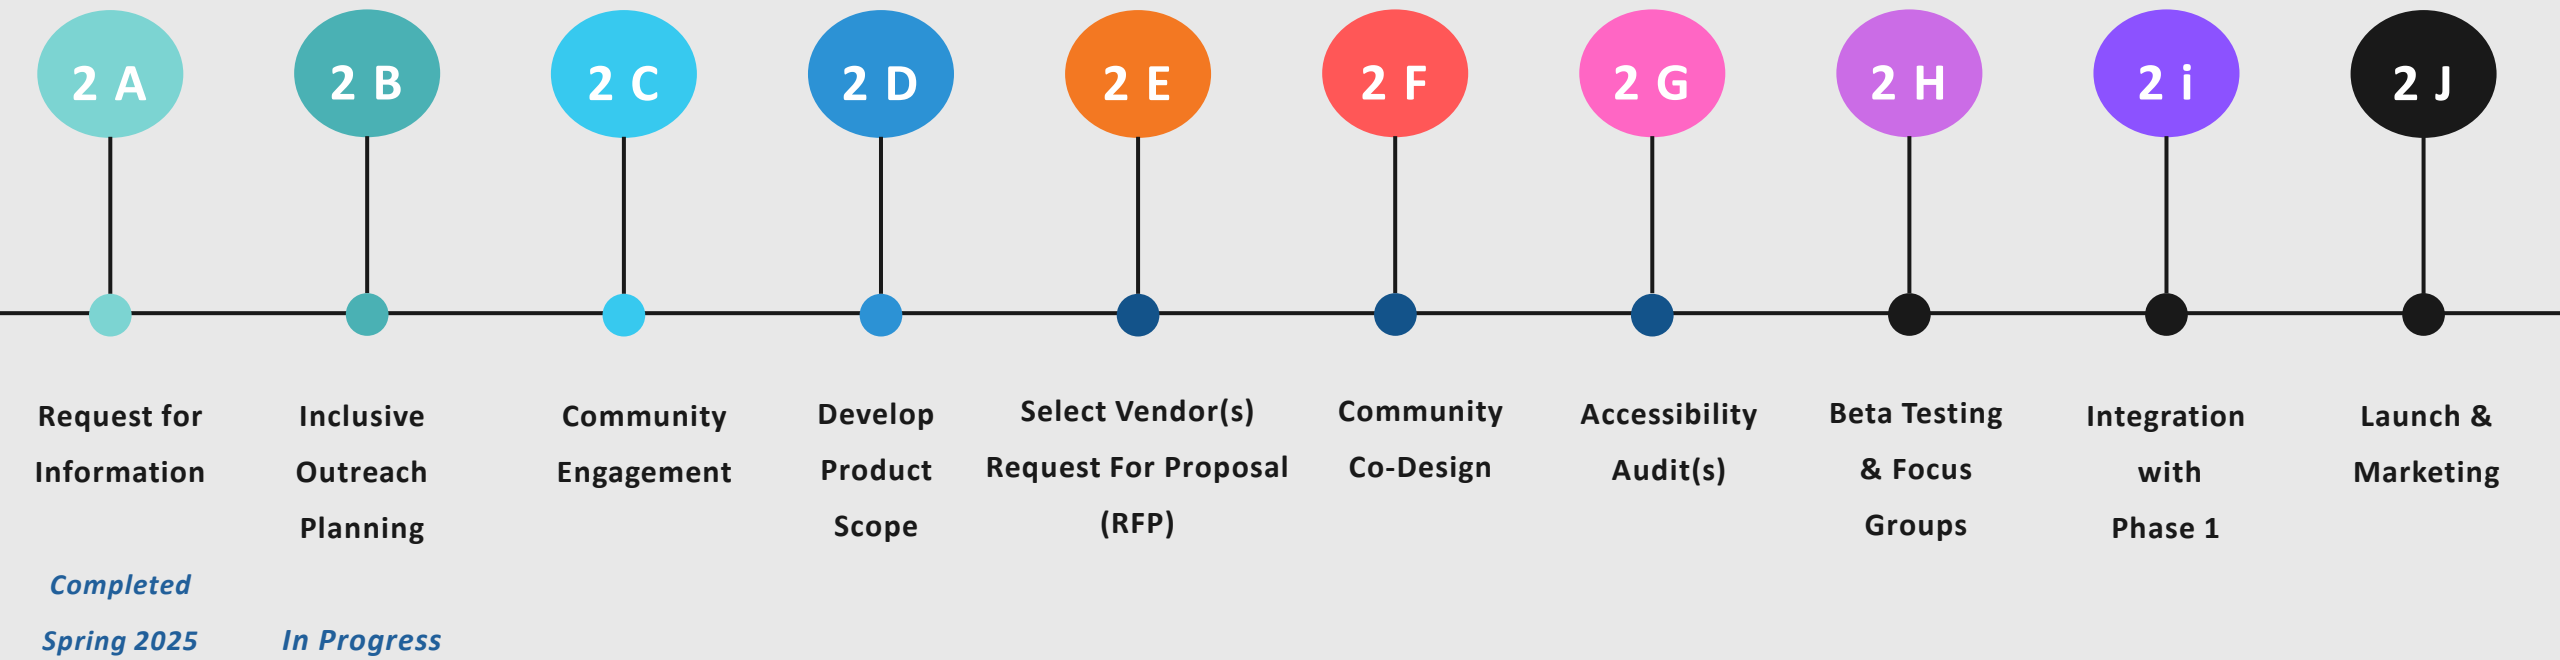 2 A
2 B
2 C
2 D
2 E
2 F
2 G
2 H
2 i
2 J
Request for
Information
Completed
Spring 2025
Inclusive
Outreach
Planning
In Progress
Community
Engagement
Develop
Product
Scope
Select Vendor(s)
Request For Proposal
(RFP)
Community
Co-Design
Accessibility
Audit(s)
Beta Testing
& Focus
Groups
Integration
with
Phase 1
Launch &
Marketing